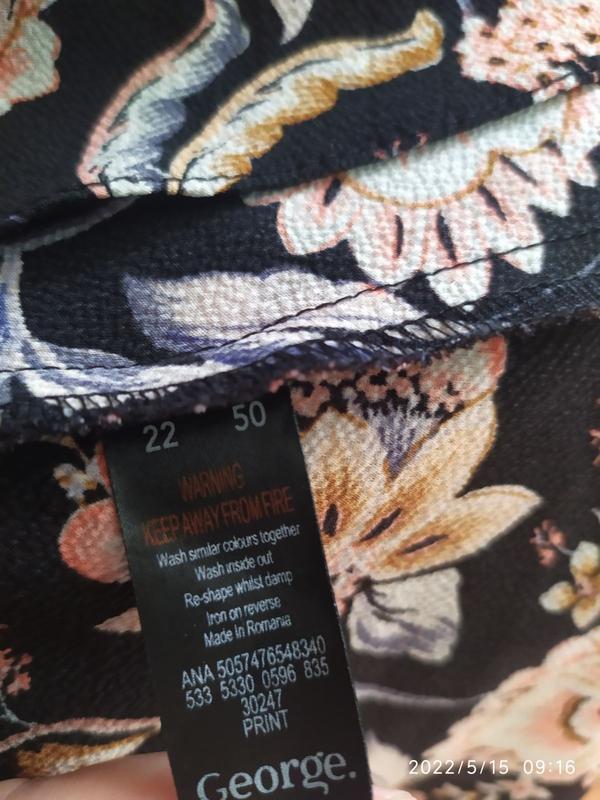 22 50
WARNING
KEEP AWAY FROM FIRE
Wash similar colours together
Wash inside out
Re-shape whilst damp
Iron on reverse
Made In Romania
ANA 5057476548340
533 5330 0596 835
30247
PRINT
George.
2022/5/15 09:16